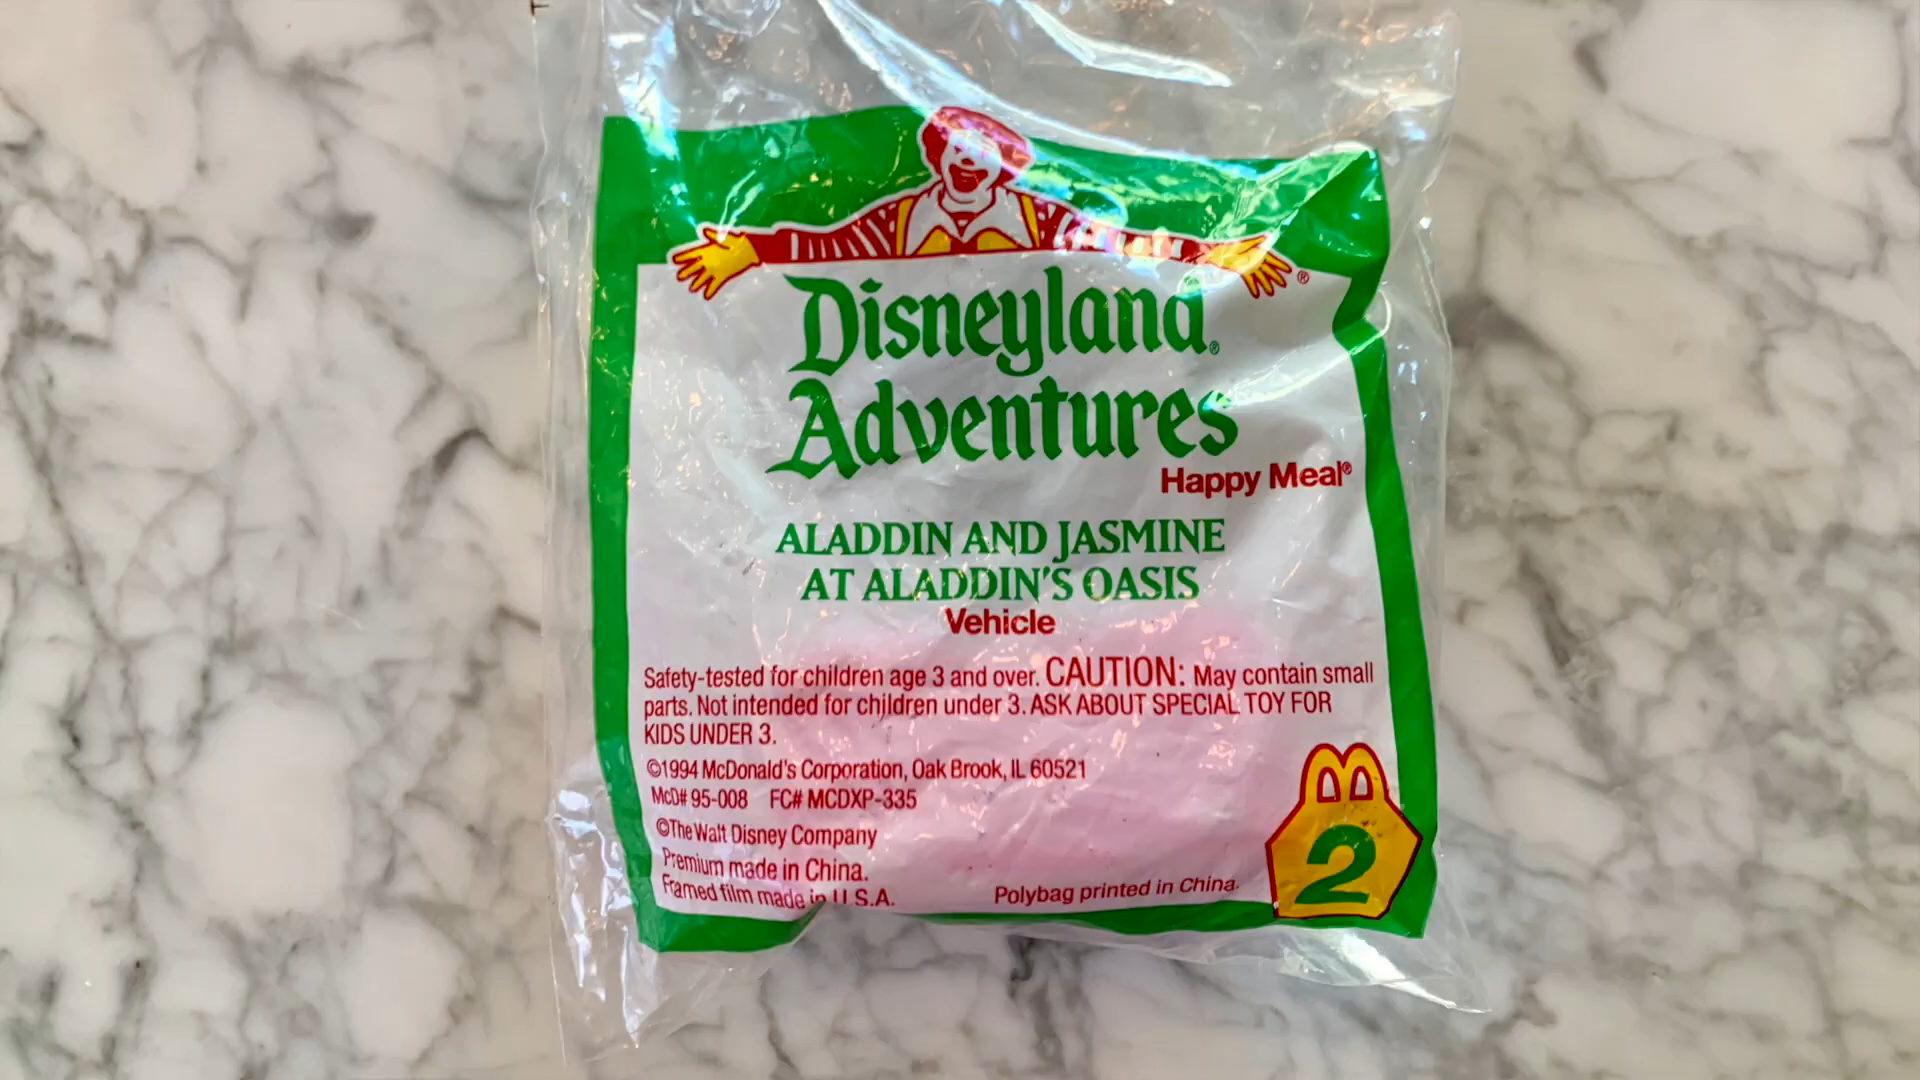 Disneyland®
Adventures
Happy Meal®
ALADDIN AND JASMINE
AT ALADDIN'S OASIS
Vehicle
Safety-tested for children age 3 and over. CAUTION: May contain small
parts. Not intended for children under 3. ASK ABOUT SPECIAL TOY FOR
KIDS UNDER 3.
©1994 McDonald's Corporation, Oak Brook, IL 60521
McD# 95-008 FC# MCDXP-335
©The Walt Disney Company
Premium made in China.
Framed film made in U.S.A.
Polybag printed in China.
2